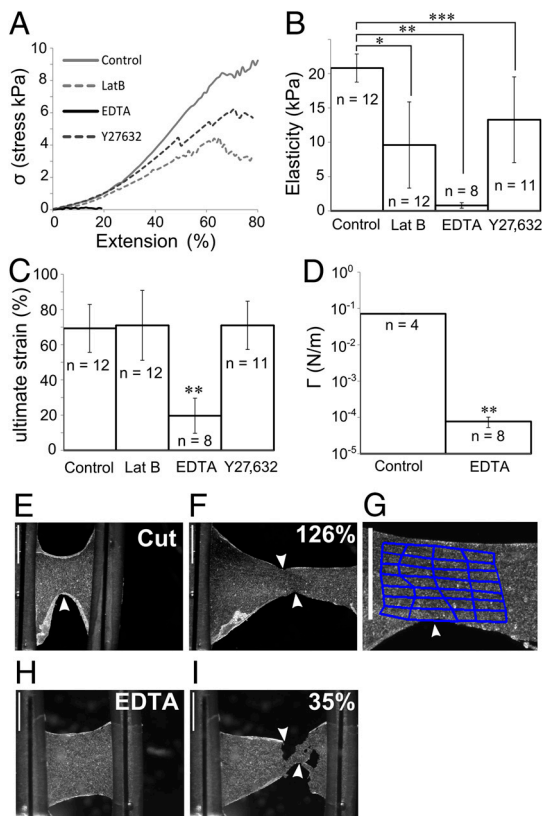 A
σ (stress kPa)
10
8
6
4
2
0
Control
LatB
EDTA
Y27632
0 20 40 60 80
Extension (%)
B
Elasticity (kPa)
20
15
10
5
0
***
**
*
n = 12
n = 12
n = 8
n = 11
Control Lat B EDTA Y27,632
C
ultimate strain (%)
100
80
60
40
20
0
n = 12
n = 12
**
n = 8
n = 11
Control Lat B EDTA Y27,632
D
Γ (N/m)
10⁰
10⁻¹
10⁻²
10⁻³
10⁻⁴
10⁻⁵
n = 4
**
n = 8
Control EDTA
E
Cut
F
126%
G
H
EDTA
I
35%